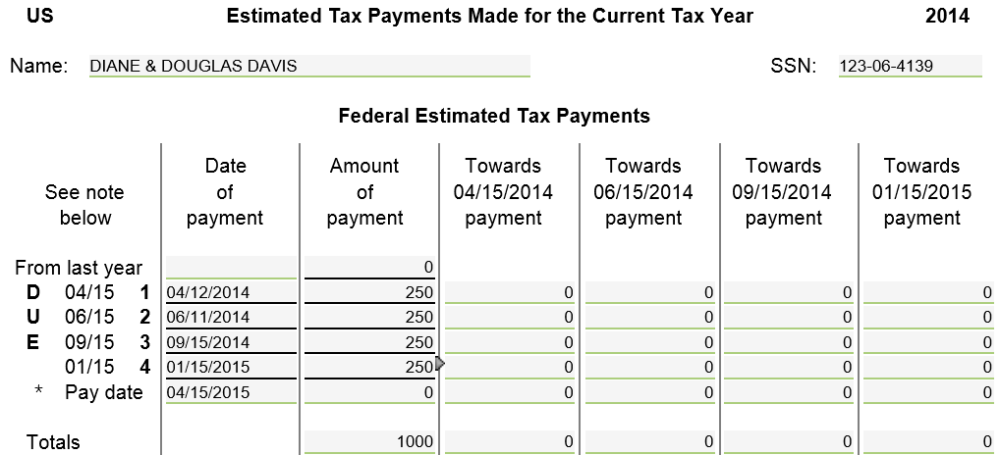 US Estimated Tax Payments Made for the Current Tax Year 2014
Name: DIANE & DOUGLAS DAVIS SSN: 123-06-4139
Federal Estimated Tax Payments
Date Amount Towards Towards Towards Towards
See note of of 04/15/2014 06/15/2014 09/15/2014 01/15/2015
below payment payment payment payment payment payment
From last year 0
D 04/15 1 04/12/2014 250 0 0 0 0
U 06/15 2 06/11/2014 250 0 0 0 0
E 09/15 3 09/15/2014 250 0 0 0 0
01/15 4 01/15/2015 250 0 0 0 0
* Pay date 04/15/2015 0 0 0 0 0
Totals 1000 0 0 0 0